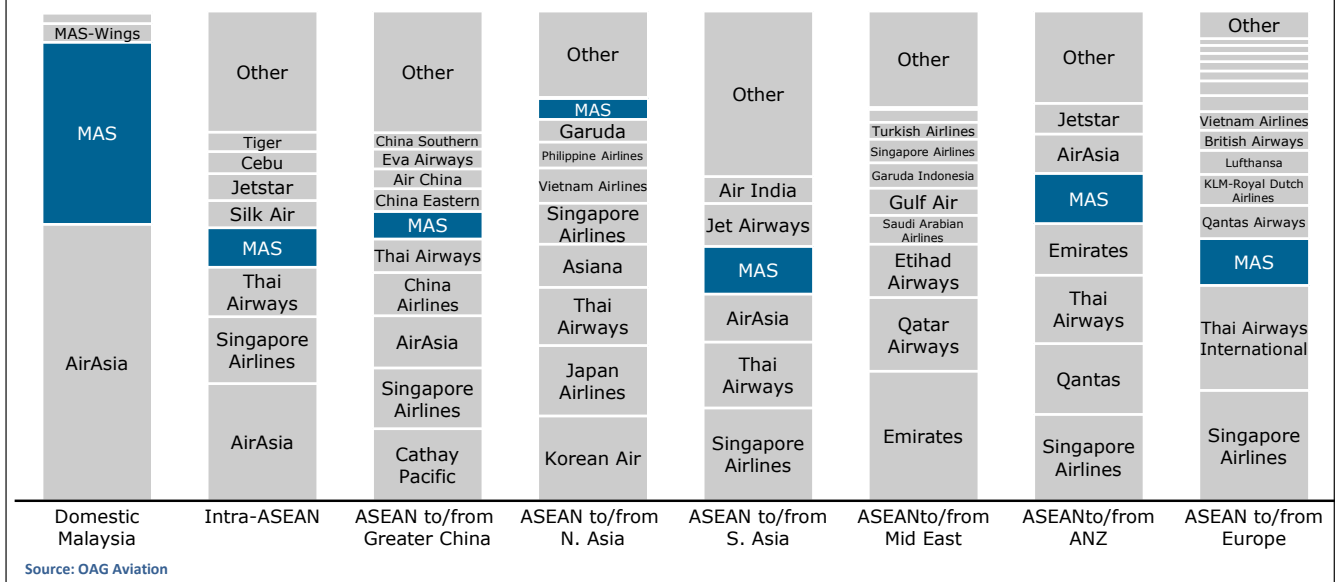 MAS-Wings
MAS
AirAsia
Other
Tiger
Cebu
Jetstar
Silk Air
MAS
Thai
Airways
Singapore
Airlines
AirAsia
Other
China Southern
Eva Airways
Air China
China Eastern
MAS
Thai Airways
China
Airlines
AirAsia
Singapore
Airlines
Cathay
Pacific
Other
MAS
Garuda
Philippine Airlines
Vietnam Airlines
Singapore
Airlines
Asiana
Thai
Airways
Japan
Airlines
Korean Air
Other
Air India
Jet Airways
MAS
AirAsia
Thai
Airways
Singapore
Airlines
Other
Turkish Airlines
Singapore Airlines
Garuda Indonesia
Gulf Air
Saudi Arabian
Airlines
Etihad
Airways
Qatar
Airways
Emirates
Other
Jetstar
AirAsia
MAS
Emirates
Thai
Airways
Qantas
Singapore
Airlines
Other
Vietnam Airlines
British Airways
Lufthansa
KLM-Royal Dutch
Airlines
Qantas Airways
MAS
Thai Airways
International
Singapore
Airlines
Domestic
Malaysia
Intra-ASEAN
ASEAN to/from
Greater China
ASEAN to/from
N. Asia
ASEAN to/from
S. Asia
ASEANto/from
Mid East
ASEANto/from
ANZ
ASEAN to/from
Europe
Source: OAG Aviation